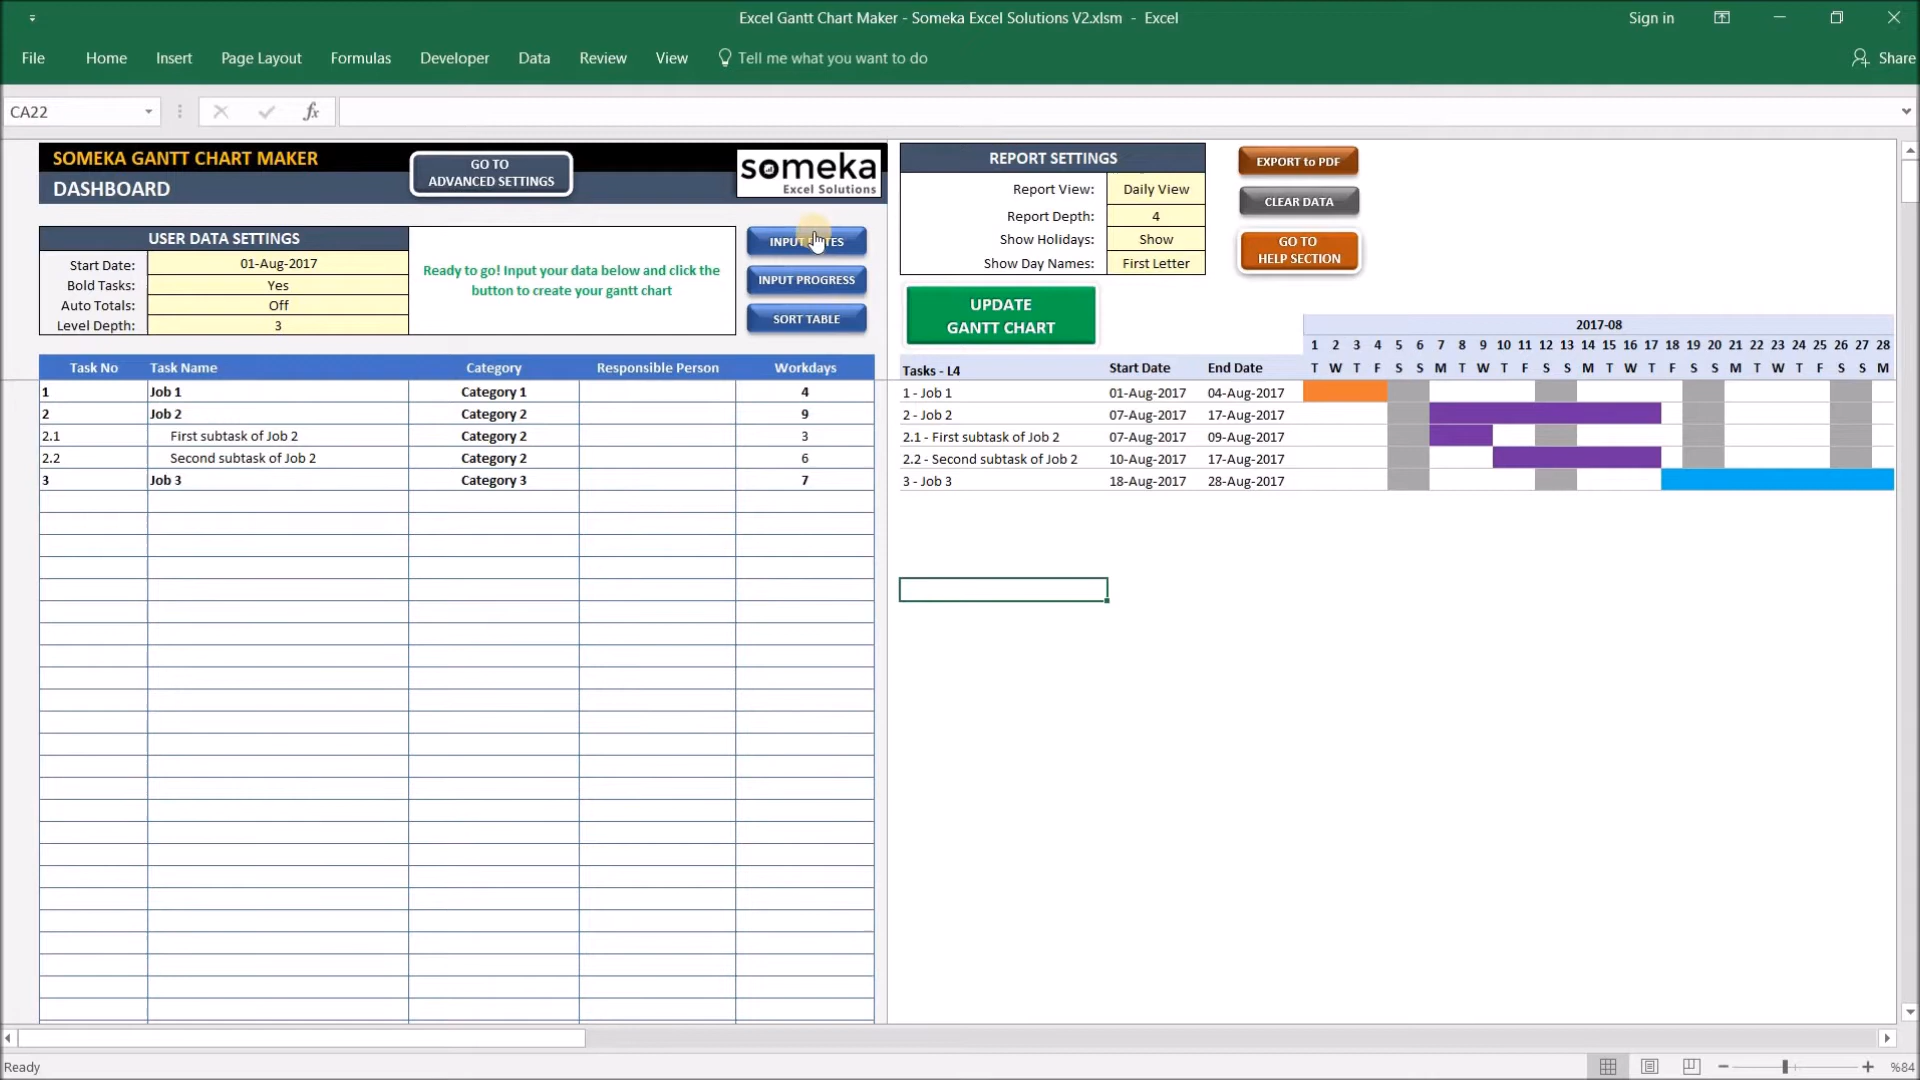 Excel Gantt Chart Maker - Someka Excel Solutions V2.xlsm - Excel
Sign in
File Home Insert Page Layout Formulas Developer Data Review View Tell me what you want to do
Share
CA22
fx
SOMEKA GANTT CHART MAKER
DASHBOARD
GO TO
ADVANCED SETTINGS
someka
Excel Solutions
USER DATA SETTINGS
Start Date: 01-Aug-2017
Bold Tasks: Yes
Auto Totals: Off
Level Depth: 3
Ready to go! Input your data below and click the
button to create your gantt chart
INPUT
INPUT PROGRESS
SORT TABLE
REPORT SETTINGS
Report View: Daily View
Report Depth: 4
Show Holidays: Show
Show Day Names: First Letter
EXPORT to PDF
CLEAR DATA
GO TO
HELP SECTION
UPDATE
GANTT CHART
Task No Task Name Category Responsible Person Workdays
1 Job 1 Category 1 4
2 Job 2 Category 2 9
2.1 First subtask of Job 2 Category 2 3
2.2 Second subtask of Job 2 Category 2 6
3 Job 3 Category 3 7
2017-08
1 2 3 4 5 6 7 8 9 10 11 12 13 14 15 16 17 18 19 20 21 22 23 24 25 26 27 28
Tasks - L4 Start Date End Date T W T F S S M T W T F S S M T W T F S S M T W T F S S M
1 - Job 1 01-Aug-2017 04-Aug-2017
2 - Job 2 07-Aug-2017 17-Aug-2017
2.1 - First subtask of Job 2 07-Aug-2017 09-Aug-2017
2.2 - Second subtask of Job 2 10-Aug-2017 17-Aug-2017
3 - Job 3 18-Aug-2017 28-Aug-2017
Ready
%84